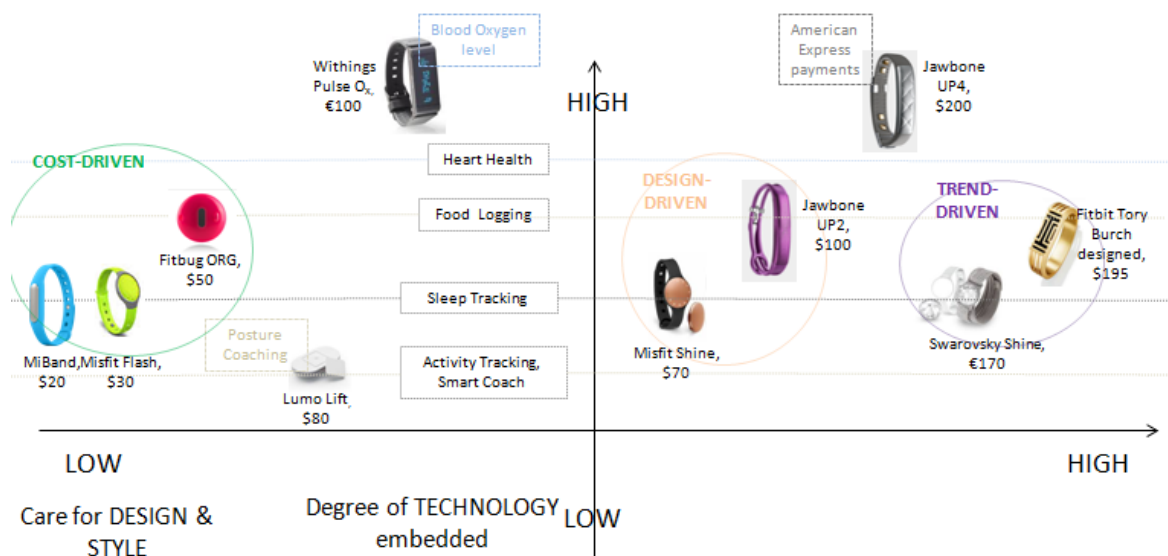 Blood Oxygen
level
American
Express
payments
Withings
Pulse Ox,
€100
HIGH
Jawbone
UP4,
$200
COST-DRIVEN
Heart Health
DESIGN-
DRIVEN
TREND-
DRIVEN
Food Logging
Jawbone
UP2,
$100
Fitbit Tory
Burch
designed,
$195
Fitbug ORG,
$50
Sleep Tracking
Posture
Coaching
MiBand,
$20
Misfit Flash,
$30
Activity Tracking,
Smart Coach
Misfit Shine,
$70
Swarovsky Shine,
€170
Lumo Lift,
$80
LOW
HIGH
Care for DESIGN &
STYLE
Degree of TECHNOLOGY
embedded
LOW